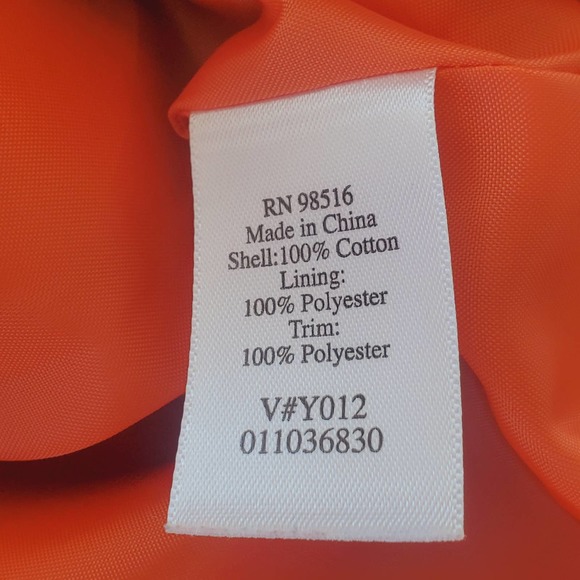 RN 98516
Made in China
Shell:100% Cotton
Lining:
100% Polyester
Trim:
100% Polyester
V#Y012
011036830